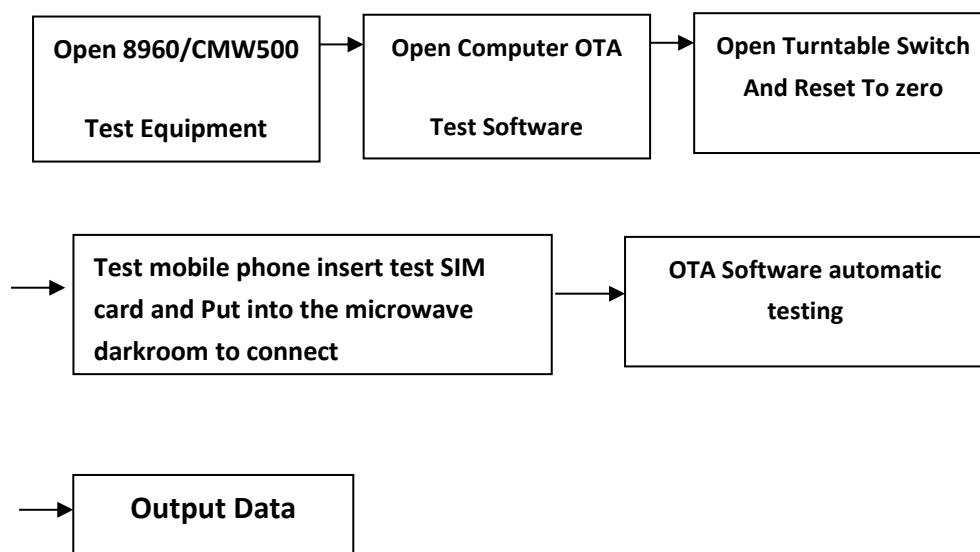 Open 8960/CMW500
Test Equipment
Open Computer OTA
Test Software
Open Turntable Switch
And Reset To zero
Test mobile phone insert test SIM
card and Put into the microwave
darkroom to connect
OTA Software automatic
testing
Output Data